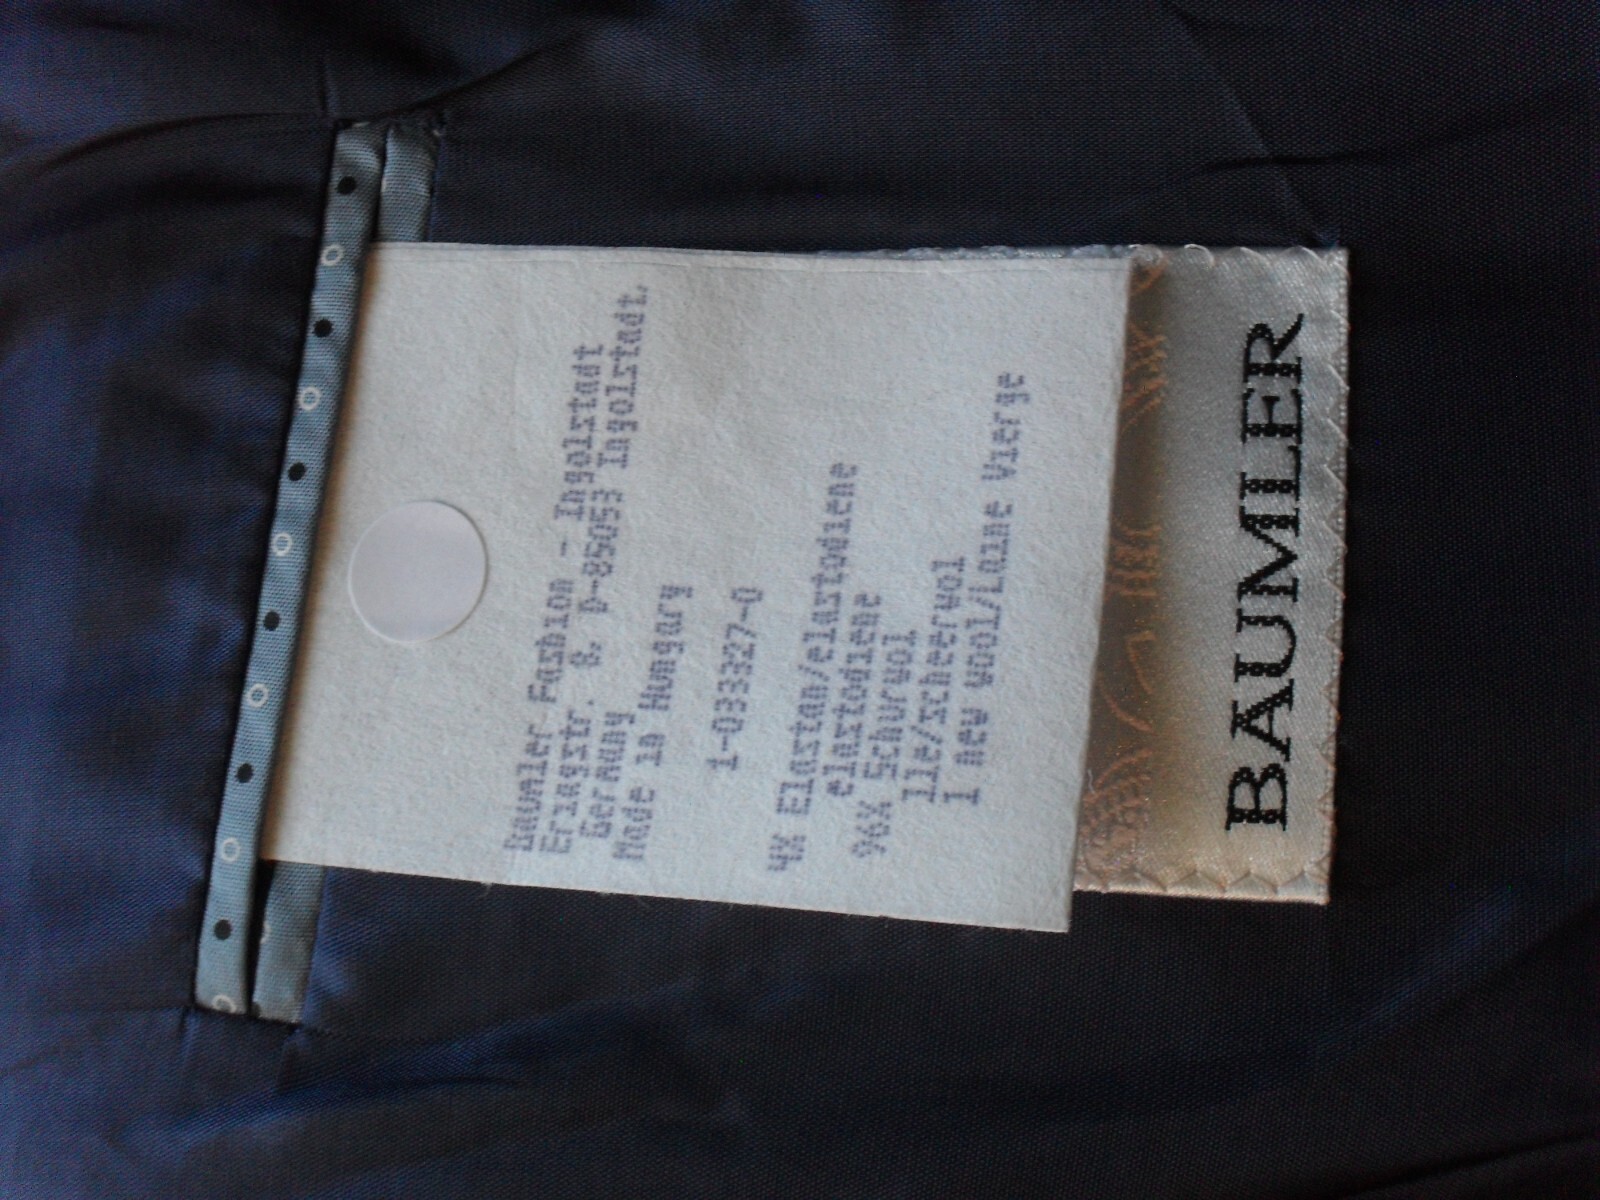 Baumler Fashion - Ingolstadt
Eriagstr. 8, D-85053 Ingolstadt,
Germany
Made in Hungary
1-033327-0
4% Elastan/elastodiene
elastodiene
96% Schurwol
lle/scheerwol
l new wool/Laine Vierge
BAUMLER